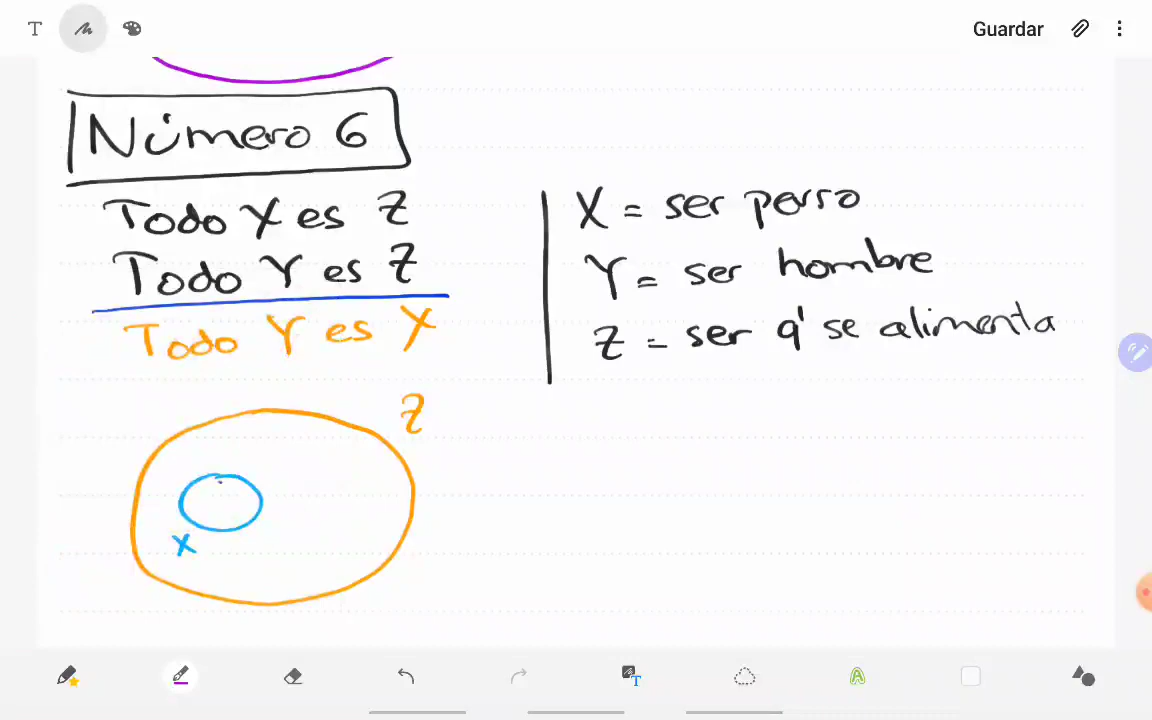 T
Guardar
Número 6
Todo X es Z
Todo Y es Z
Todo Y es X
X = ser perro
Y = ser hombre
Z = ser q' se alimenta
Z
X
T
A